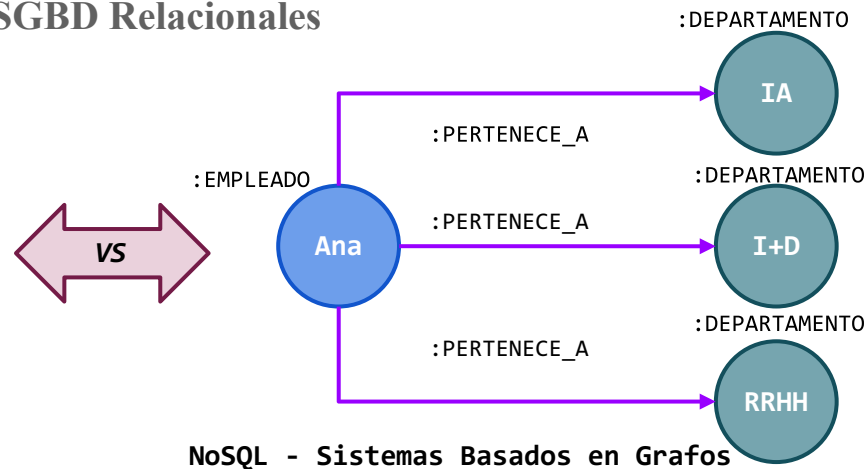 SGBD Relacionales
:DEPARTAMENTO
IA
:PERTENECE_A
:EMPLEADO
:DEPARTAMENTO
:PERTENECE_A
VS
Ana
I+D
:DEPARTAMENTO
:PERTENECE_A
RRHH
NoSQL - Sistemas Basados en Grafos